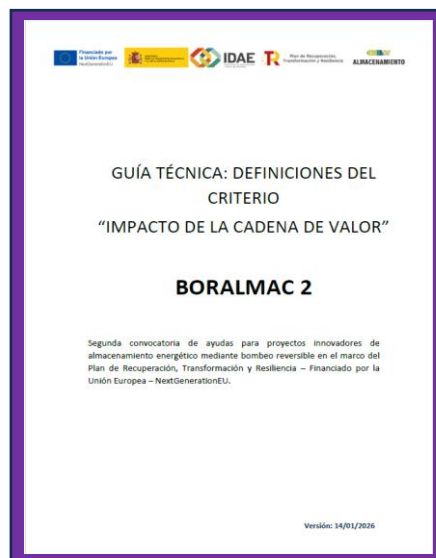 Financiado por
la Unión Europea
NextGenerationEU
IDAE
Plan de Recuperación,
Transformación y Resiliencia
ALMACENAMIENTO
GUÍA TÉCNICA: DEFINICIONES DEL
CRITERIO
“IMPACTO DE LA CADENA DE VALOR”
BORALMAC 2
Segunda convocatoria de ayudas para proyectos innovadores de
almacenamiento energético mediante bombeo reversible en el marco del
Plan de Recuperación, Transformación y Resiliencia – Financiado por la
Unión Europea – NextGenerationEU.
Versión: 14/01/2026